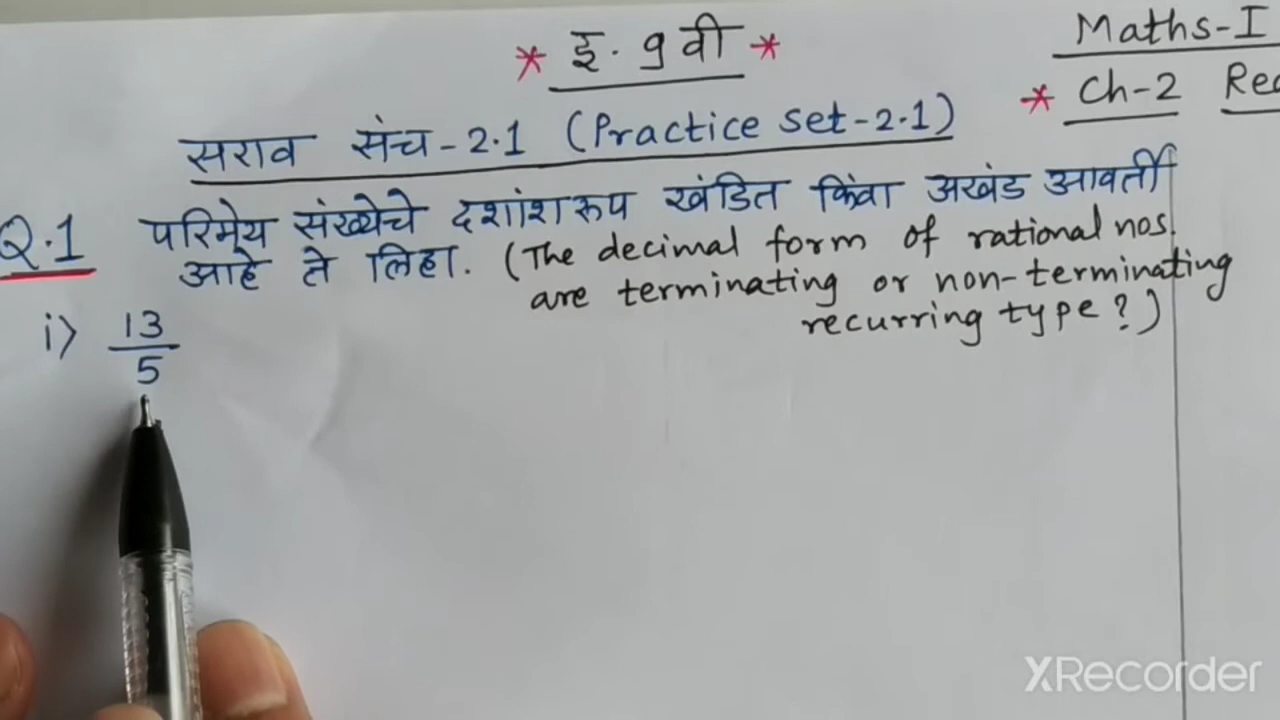 * इ. 9 वी *
Maths-I
* Ch-2
सराव संच-2.1 (Practice set-2.1)
Q.1 परिमेय संख्येचे दशांशरूप खंडित किंवा अखंड आवर्ती
आहे ते लिहा. (The decimal form of rational nos.
are terminating or non-terminating
recurring type?)
i) 13/5
XRecorder